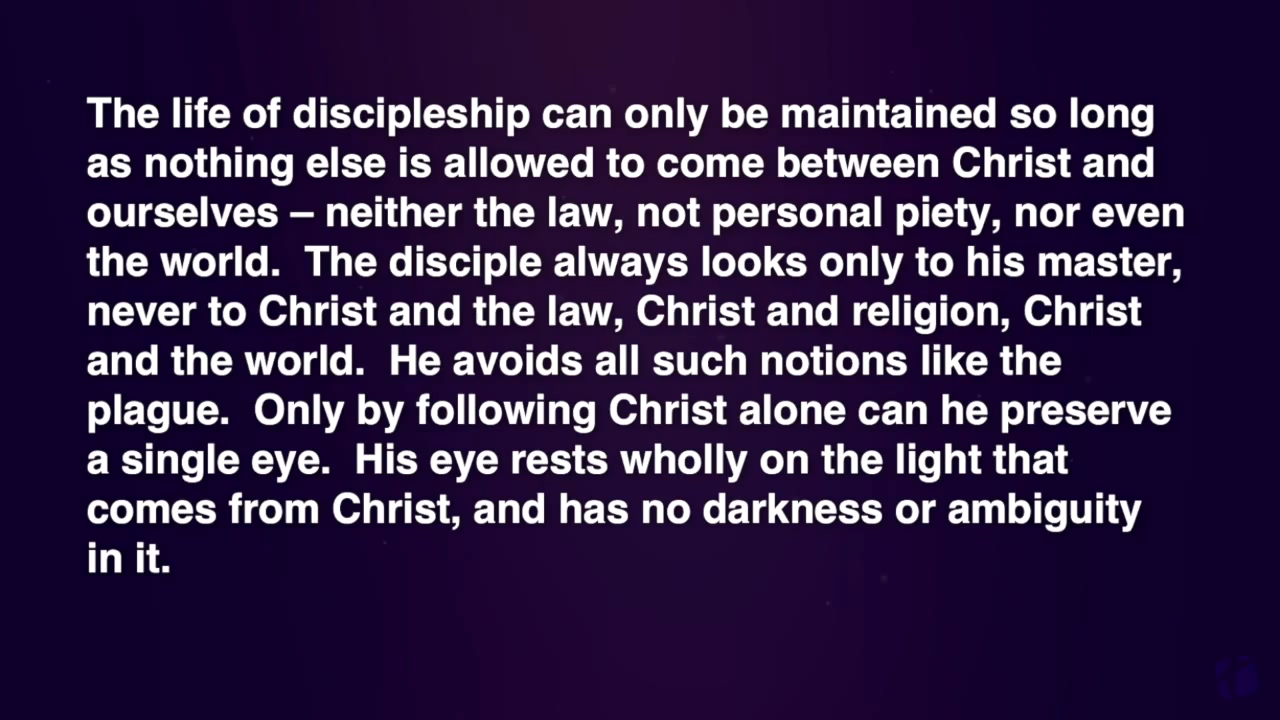 The life of discipleship can only be maintained so long
as nothing else is allowed to come between Christ and
ourselves – neither the law, not personal piety, nor even
the world.  The disciple always looks only to his master,
never to Christ and the law, Christ and religion, Christ
and the world.  He avoids all such notions like the
plague.  Only by following Christ alone can he preserve
a single eye.  His eye rests wholly on the light that
comes from Christ, and has no darkness or ambiguity
in it.